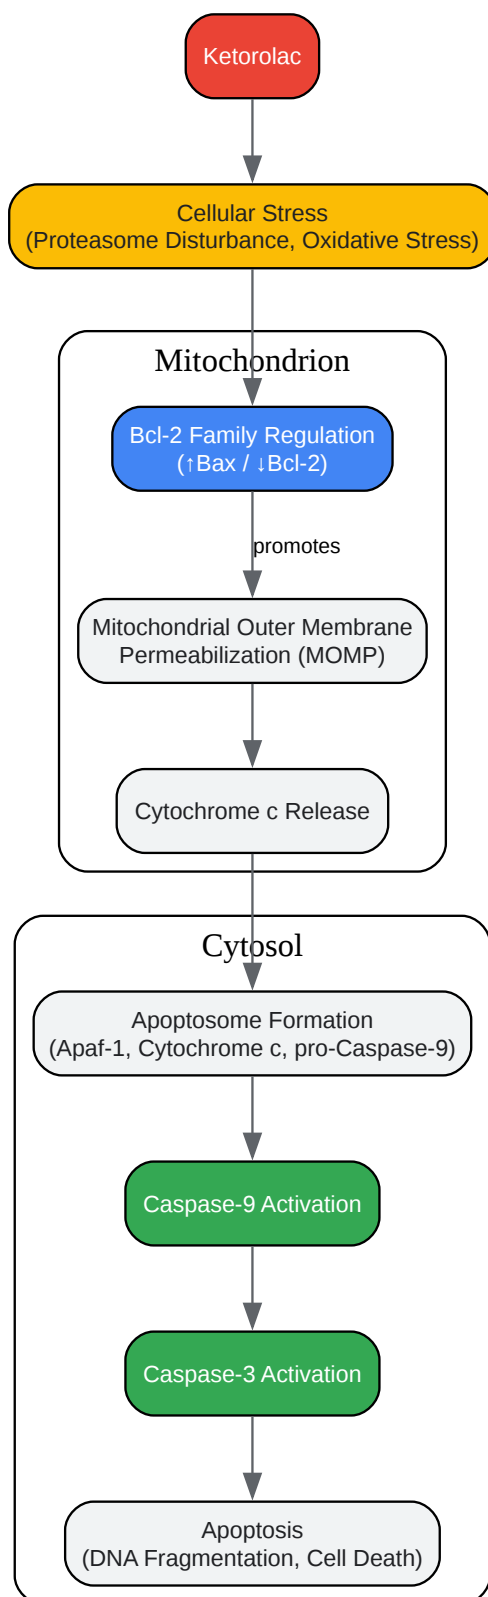 Ketorolac
Cellular Stress
(Proteasome Disturbance, Oxidative Stress)
Mitochondrion
Bcl-2 Family Regulation
(↑Bax / ↓Bcl-2)
promotes
Mitochondrial Outer Membrane
Permeabilization (MOMP)
Cytochrome c Release
Cytosol
Apoptosome Formation
(Apaf-1, Cytochrome c, pro-Caspase-9)
Caspase-9 Activation
Caspase-3 Activation
Apoptosis
(DNA Fragmentation, Cell Death)